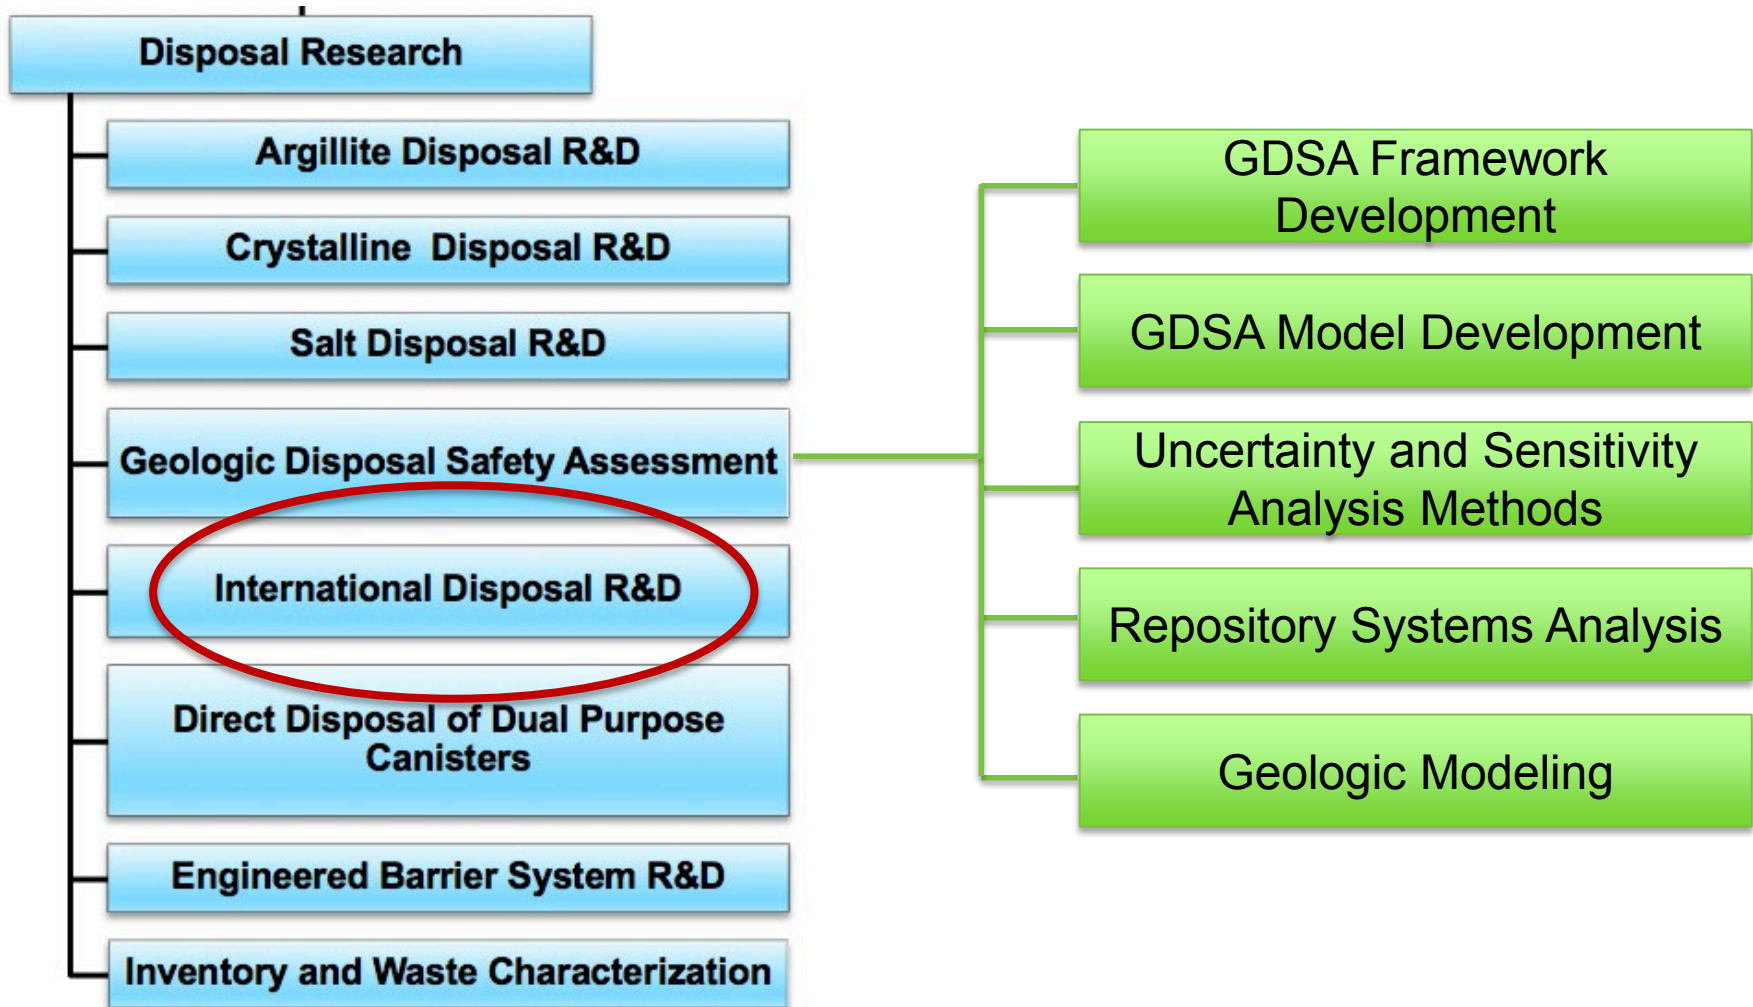 Disposal Research
Argillite Disposal R&D
Crystalline Disposal R&D
Salt Disposal R&D
Geologic Disposal Safety Assessment
International Disposal R&D
Direct Disposal of Dual Purpose
Canisters
Engineered Barrier System R&D
Inventory and Waste Characterization
GDSA Framework
Development
GDSA Model Development
Uncertainty and Sensitivity
Analysis Methods
Repository Systems Analysis
Geologic Modeling